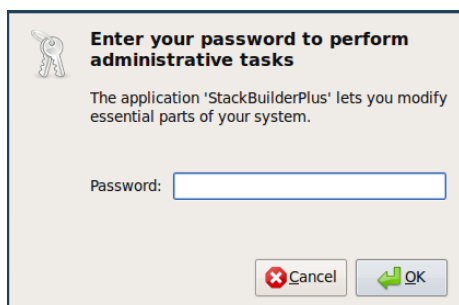 Enter your password to perform
administrative tasks
The application 'StackBuilderPlus' lets you modify
essential parts of your system.
Password:
Cancel OK